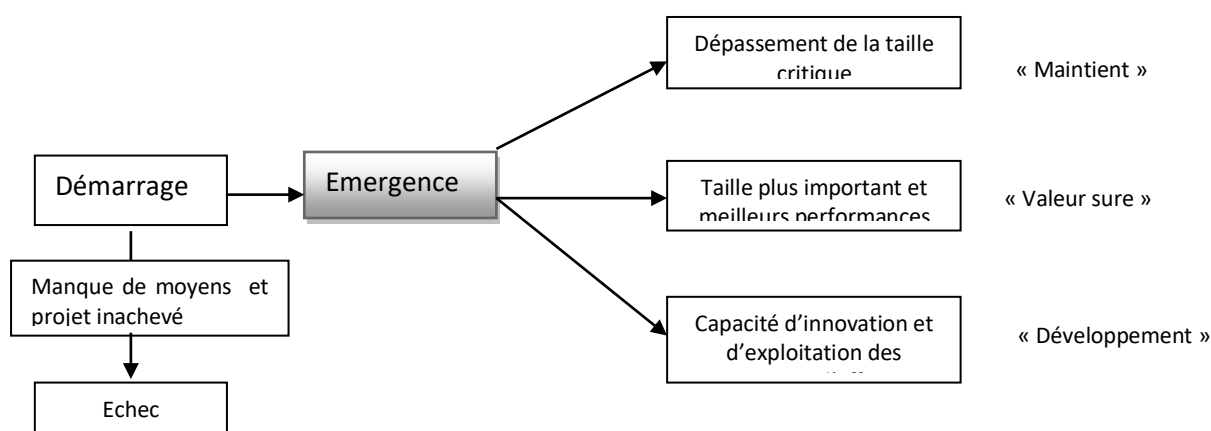 Dépassement de la taille
critique
« Maintient »
Démarrage
Emergence
Taille plus important et
meilleurs performances
« Valeur sure »
Manque de moyens et
projet inachevé
Capacité d’innovation et
d’exploitation des
« Développement »
Echec